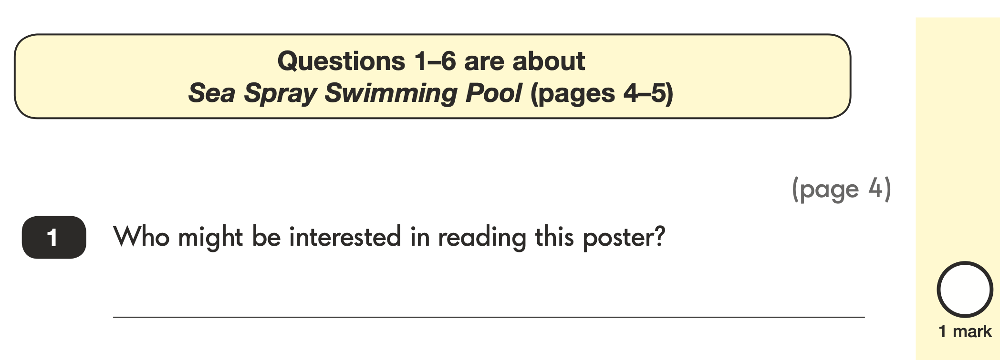 Questions 1–6 are about
Sea Spray Swimming Pool (pages 4–5)
(page 4)
1 Who might be interested in reading this poster?
1 mark